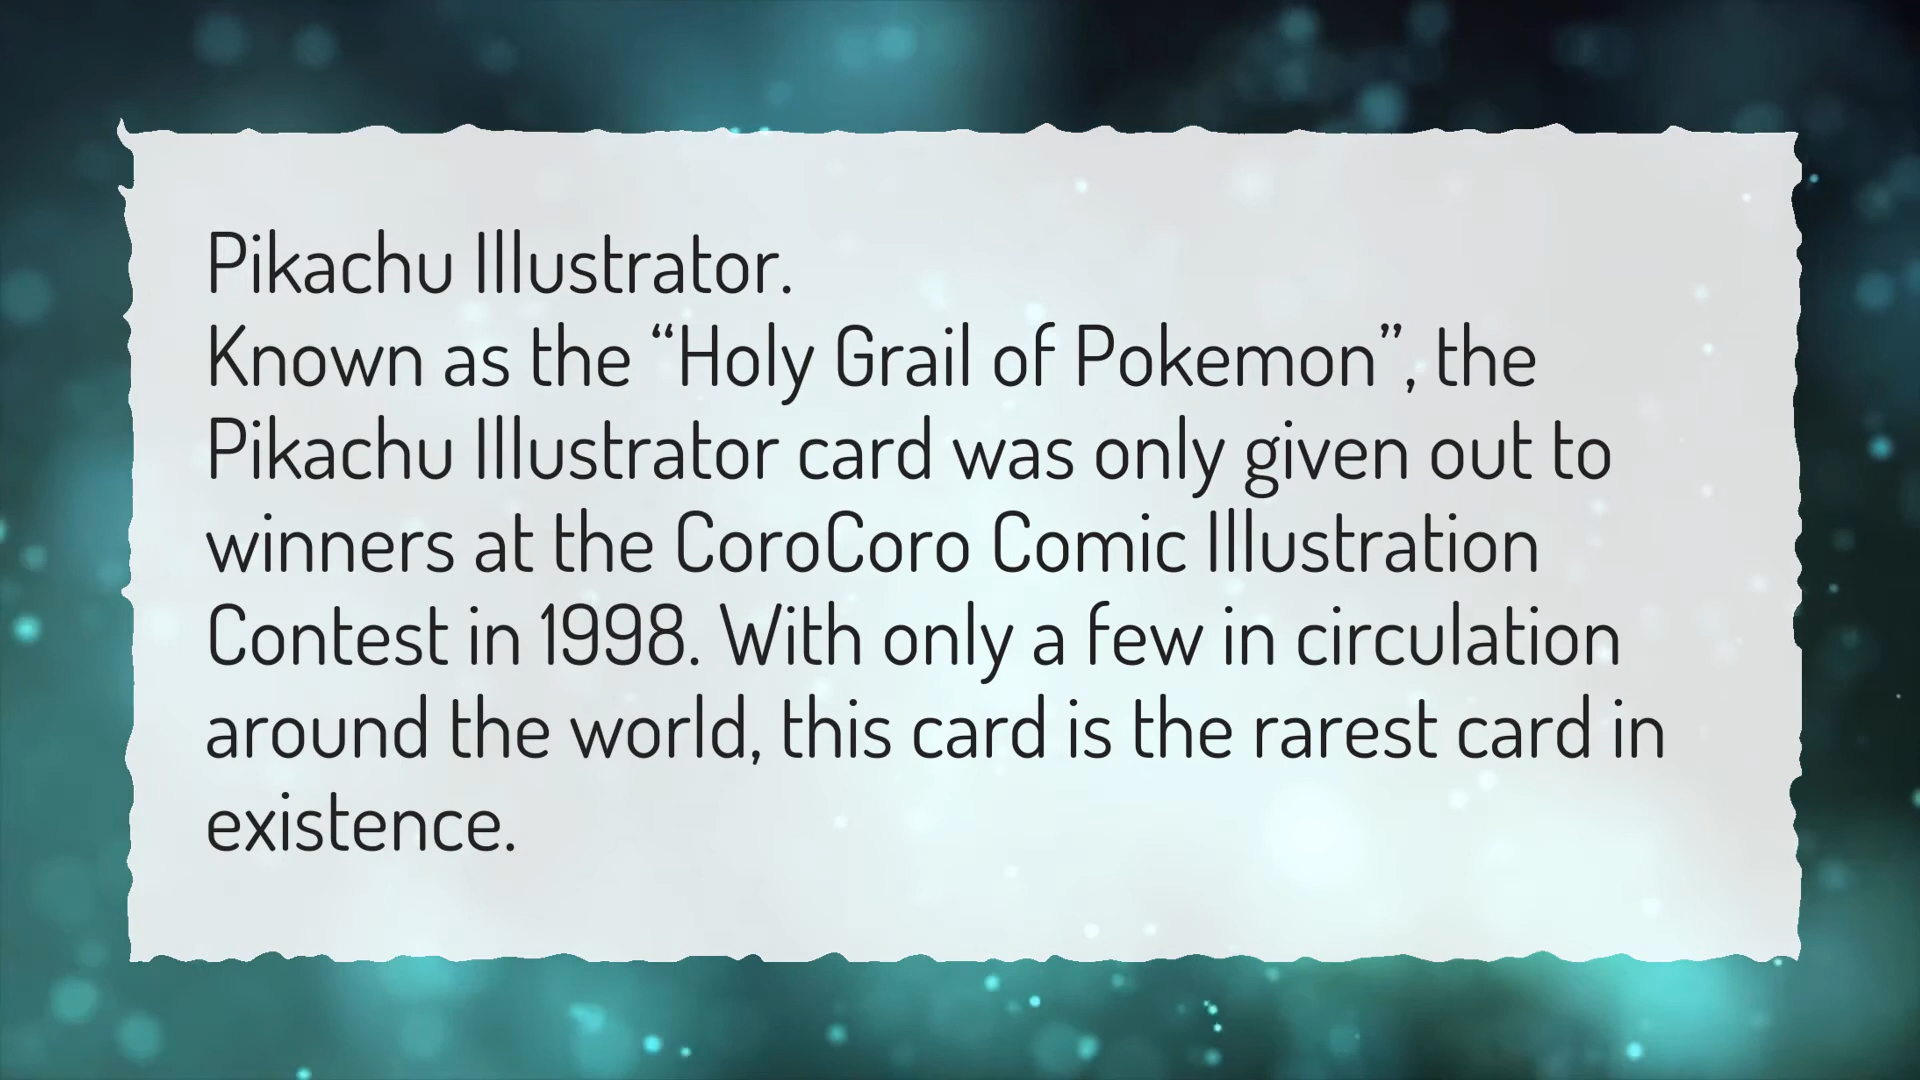 Pikachu Illustrator.
Known as the “Holy Grail of Pokemon”, the
Pikachu Illustrator card was only given out to
winners at the CoroCoro Comic Illustration
Contest in 1998. With only a few in circulation
around the world, this card is the rarest card in
existence.